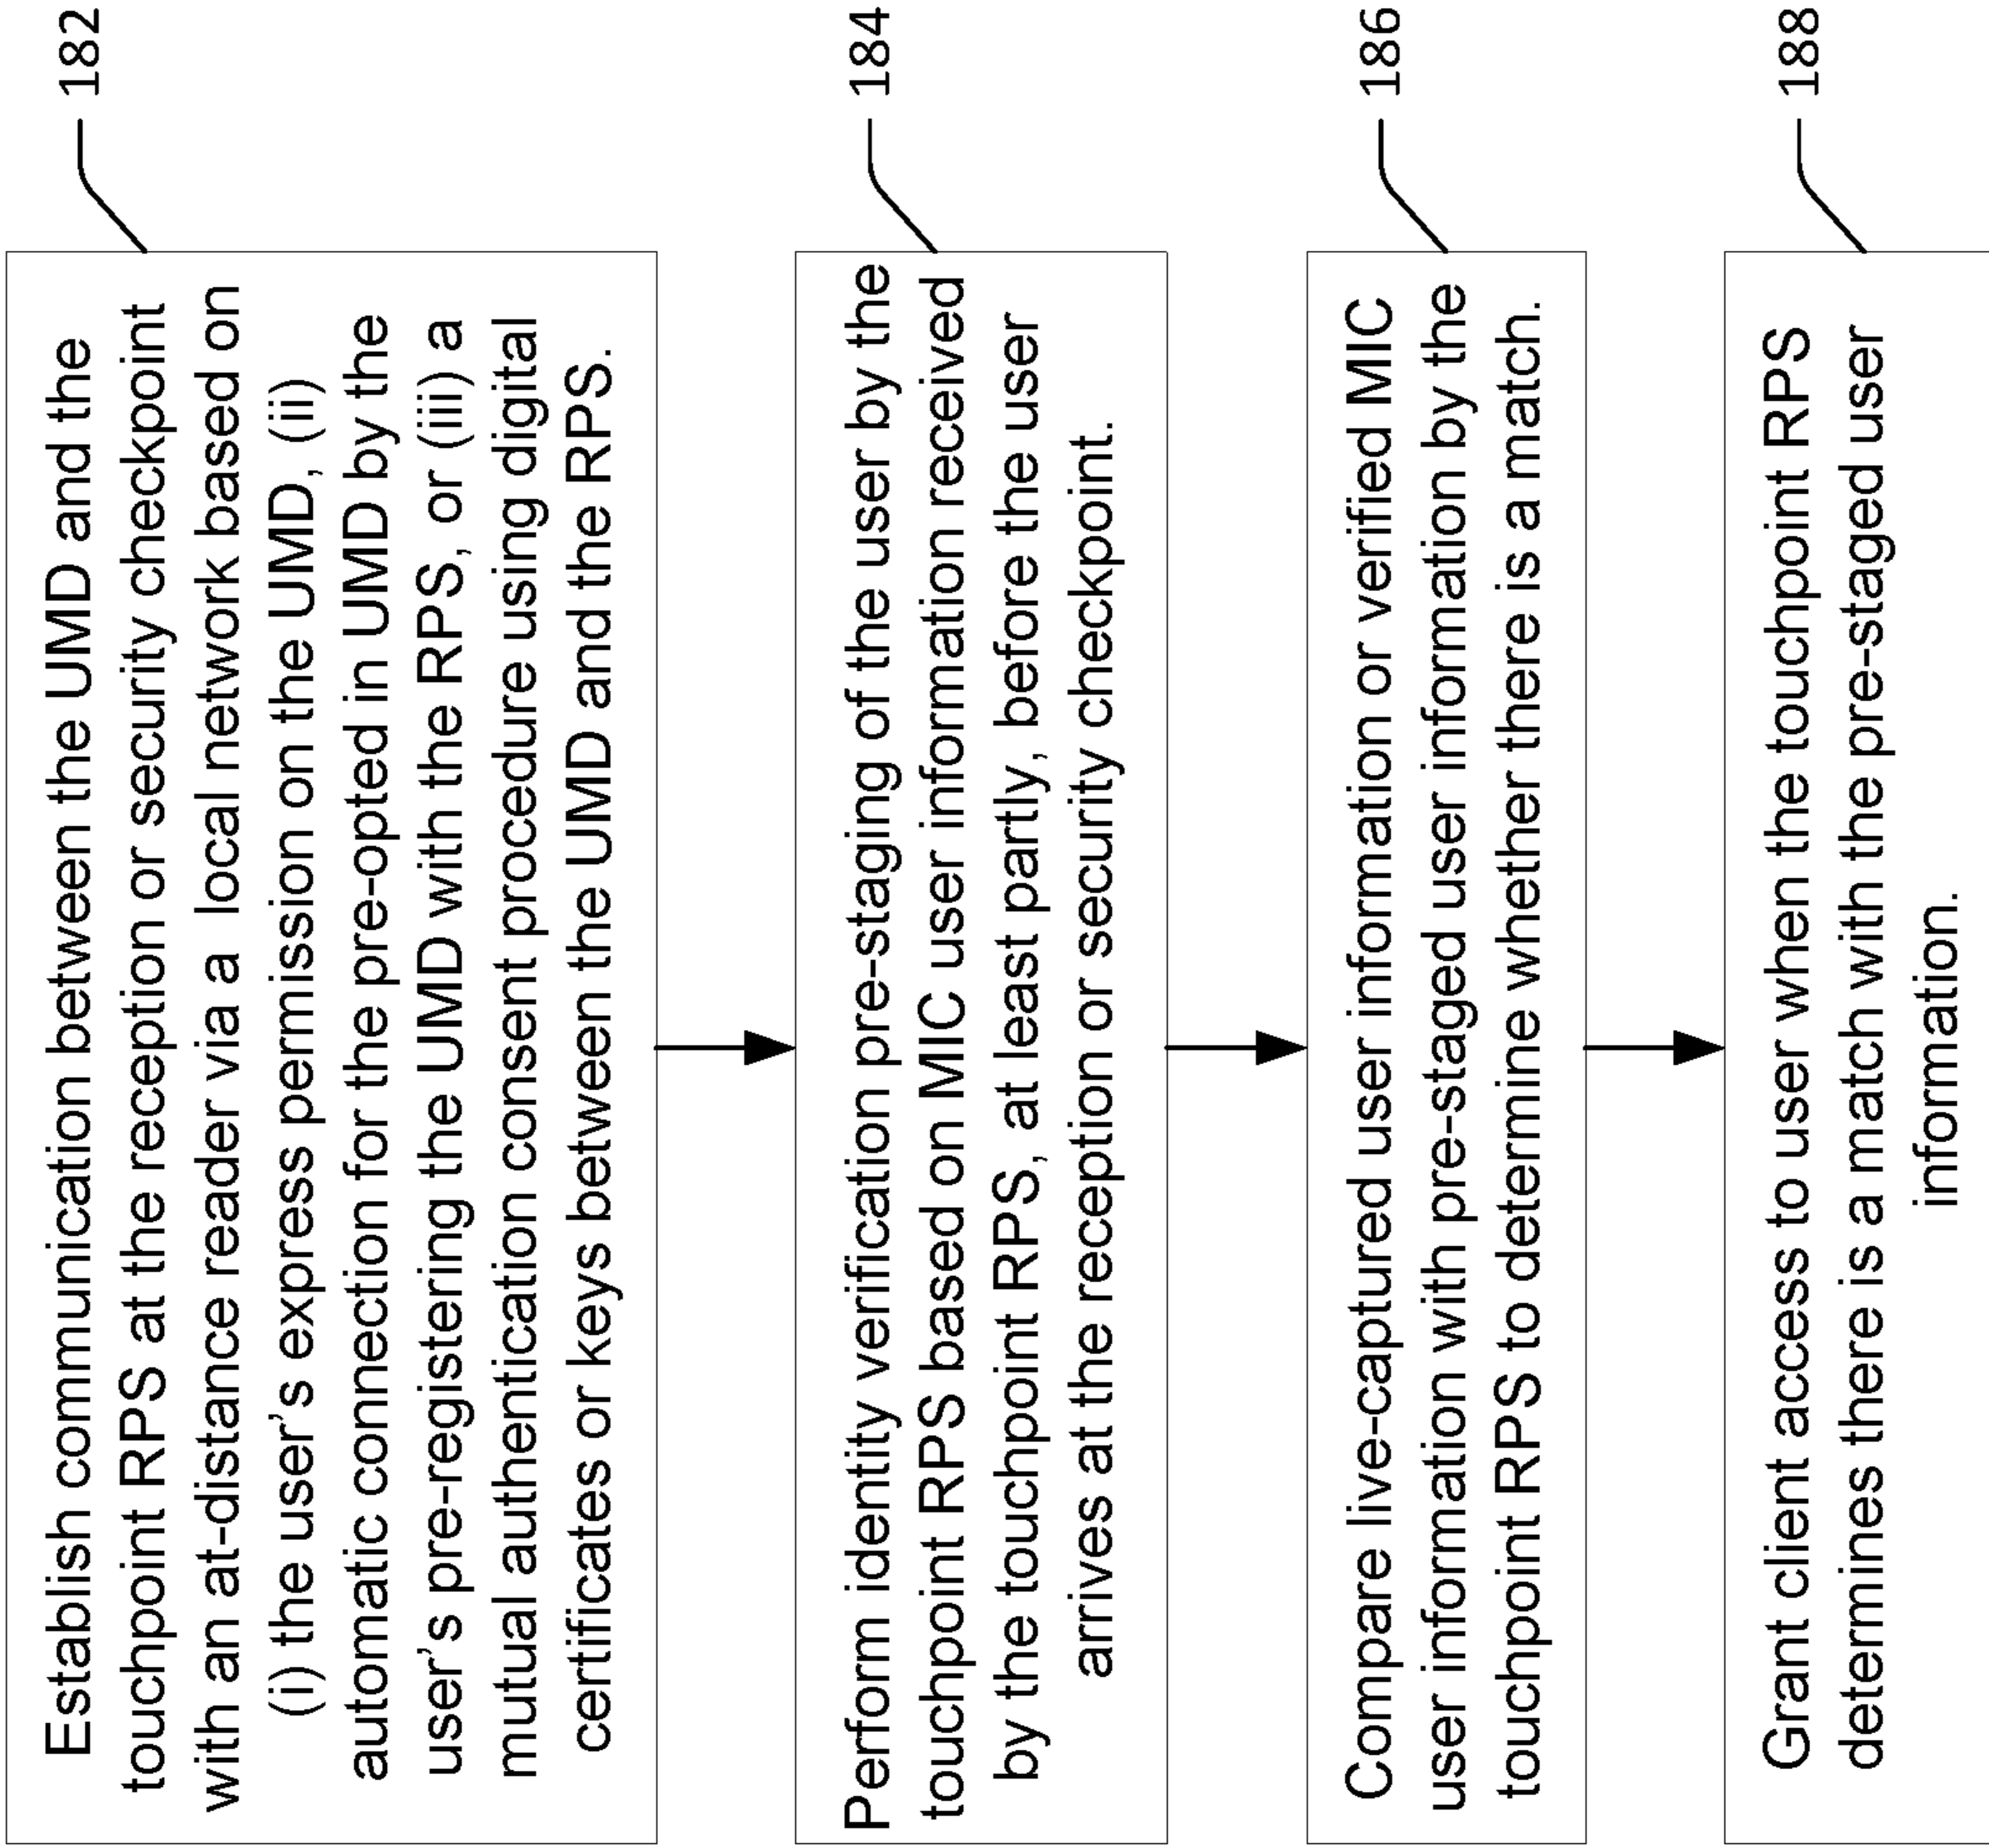 Establish communication between the UMD and the
touchpoint RPS at the reception or security checkpoint
with an at-distance reader via a local network based on
(i) the user's express permission on the UMD, (ii)
automatic connection for the pre-opted in UMD by the
user's pre-registering the UMD with the RPS, or (iii) a
mutual authentication consent procedure using digital
certificates or keys between the UMD and the RPS.
182
Perform identity verification pre-staging of the user by the
touchpoint RPS based on MIC user information received
by the touchpoint RPS, at least partly, before the user
arrives at the reception or security checkpoint.
184
Compare live-captured user information or verified MIC
user information with pre-staged user information by the
touchpoint RPS to determine whether there is a match.
186
Grant client access to user when the touchpoint RPS
determines there is a match with the pre-staged user
information.
188